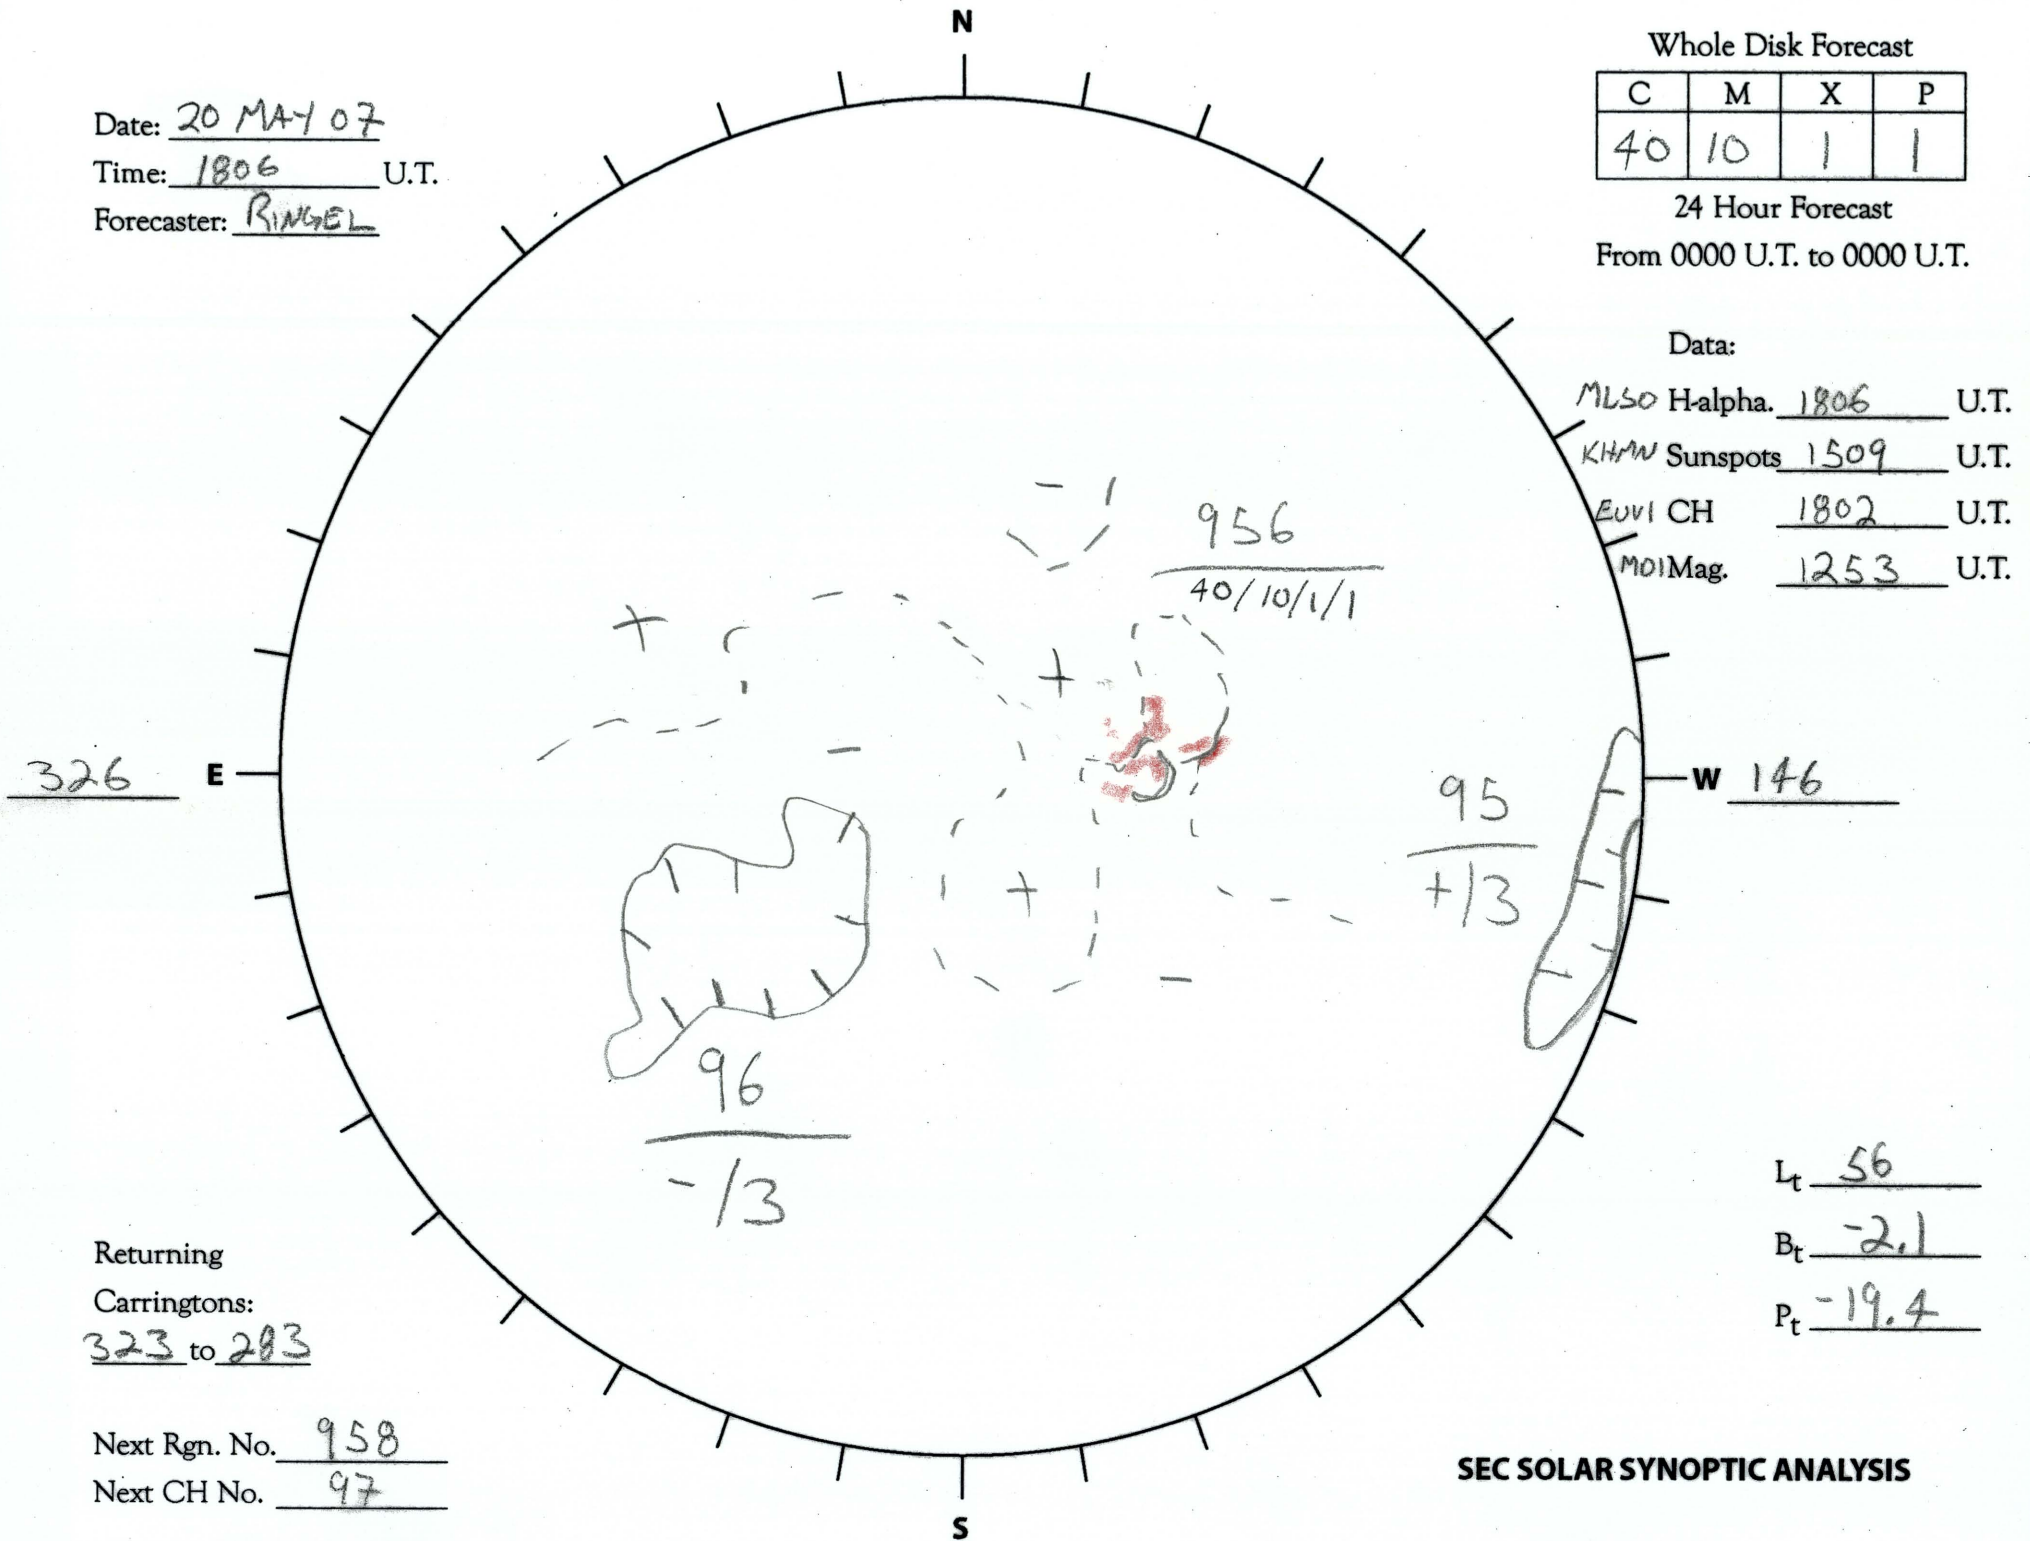 N
Date: 20 MAY 07
Time: 1806 U.T.
Forecaster: RINGEL
Whole Disk Forecast
C M X P
40 10 1 1
24 Hour Forecast
From 0000 U.T. to 0000 U.T.
Data:
MLSO H-alpha. 1806 U.T.
KHMN Sunspots 1509 U.T.
EUVI CH 1802 U.T.
MDI Mag. 1253 U.T.
956
40/10/1/1
+
+
-
-
326 E
W 146
95
+/3
+
-
96
-/3
Lt 56
Bt -2.1
Pt -19.4
Returning
Carringtons:
323 to 283
Next Rgn. No. 958
Next CH No. 97
SEC SOLAR SYNOPTIC ANALYSIS
S